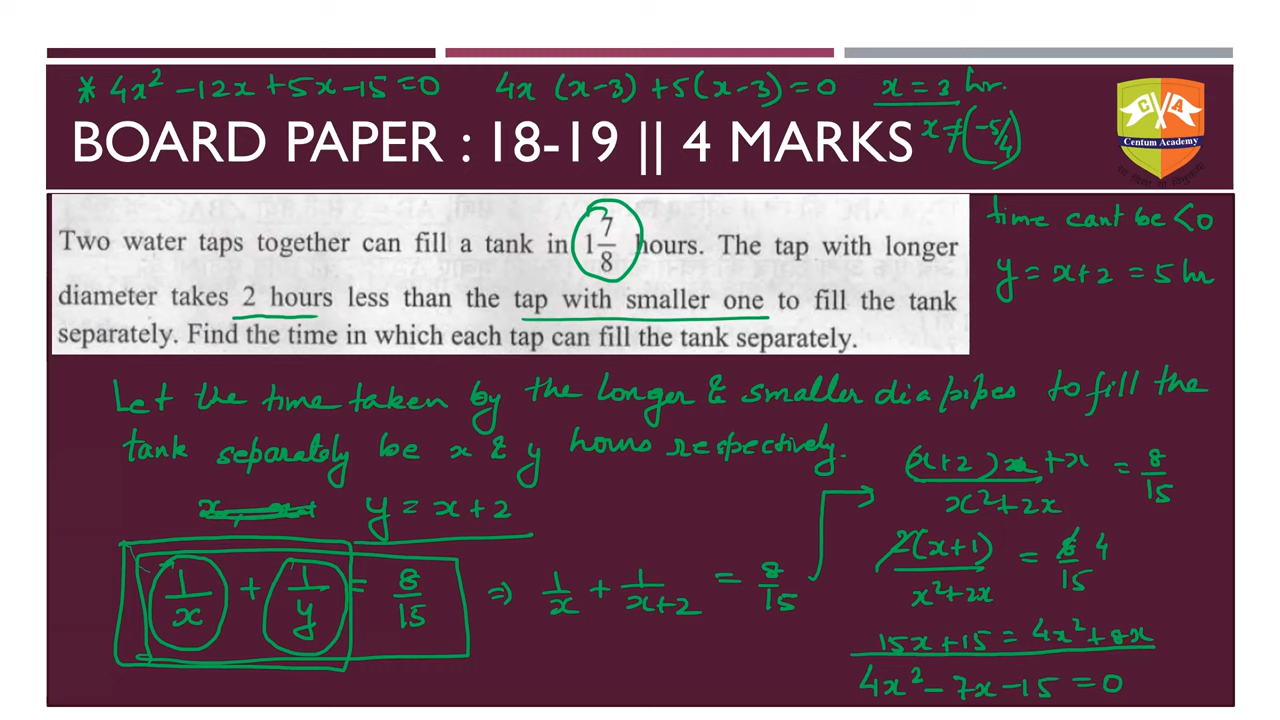 * 4x² - 12x + 5x - 15 = 0 4x (x-3) + 5(x-3) = 0 x = 3 hr.
BOARD PAPER : 18-19 || 4 MARKS x ≠ (-5/4)
CA
Centum Academy
Two water taps together can fill a tank in 1 7/8 hours. The tap with longer
diameter takes 2 hours less than the tap with smaller one to fill the tank
separately. Find the time in which each tap can fill the tank separately.
time cant be <0
y = x+2 = 5 hr
Let the time taken by the longer & smaller dia pipes to fill the
tank separately be x & y hours respectively.
y = x+2
1/x + 1/y = 8/15 ⇒ 1/x + 1/(x+2) = 8/15
(x+2) + x / x²+2x = 8/15
2(x+1) / x²+2x = 8 4 / 15
15x+15 = 4x²+8x
4x² - 7x - 15 = 0